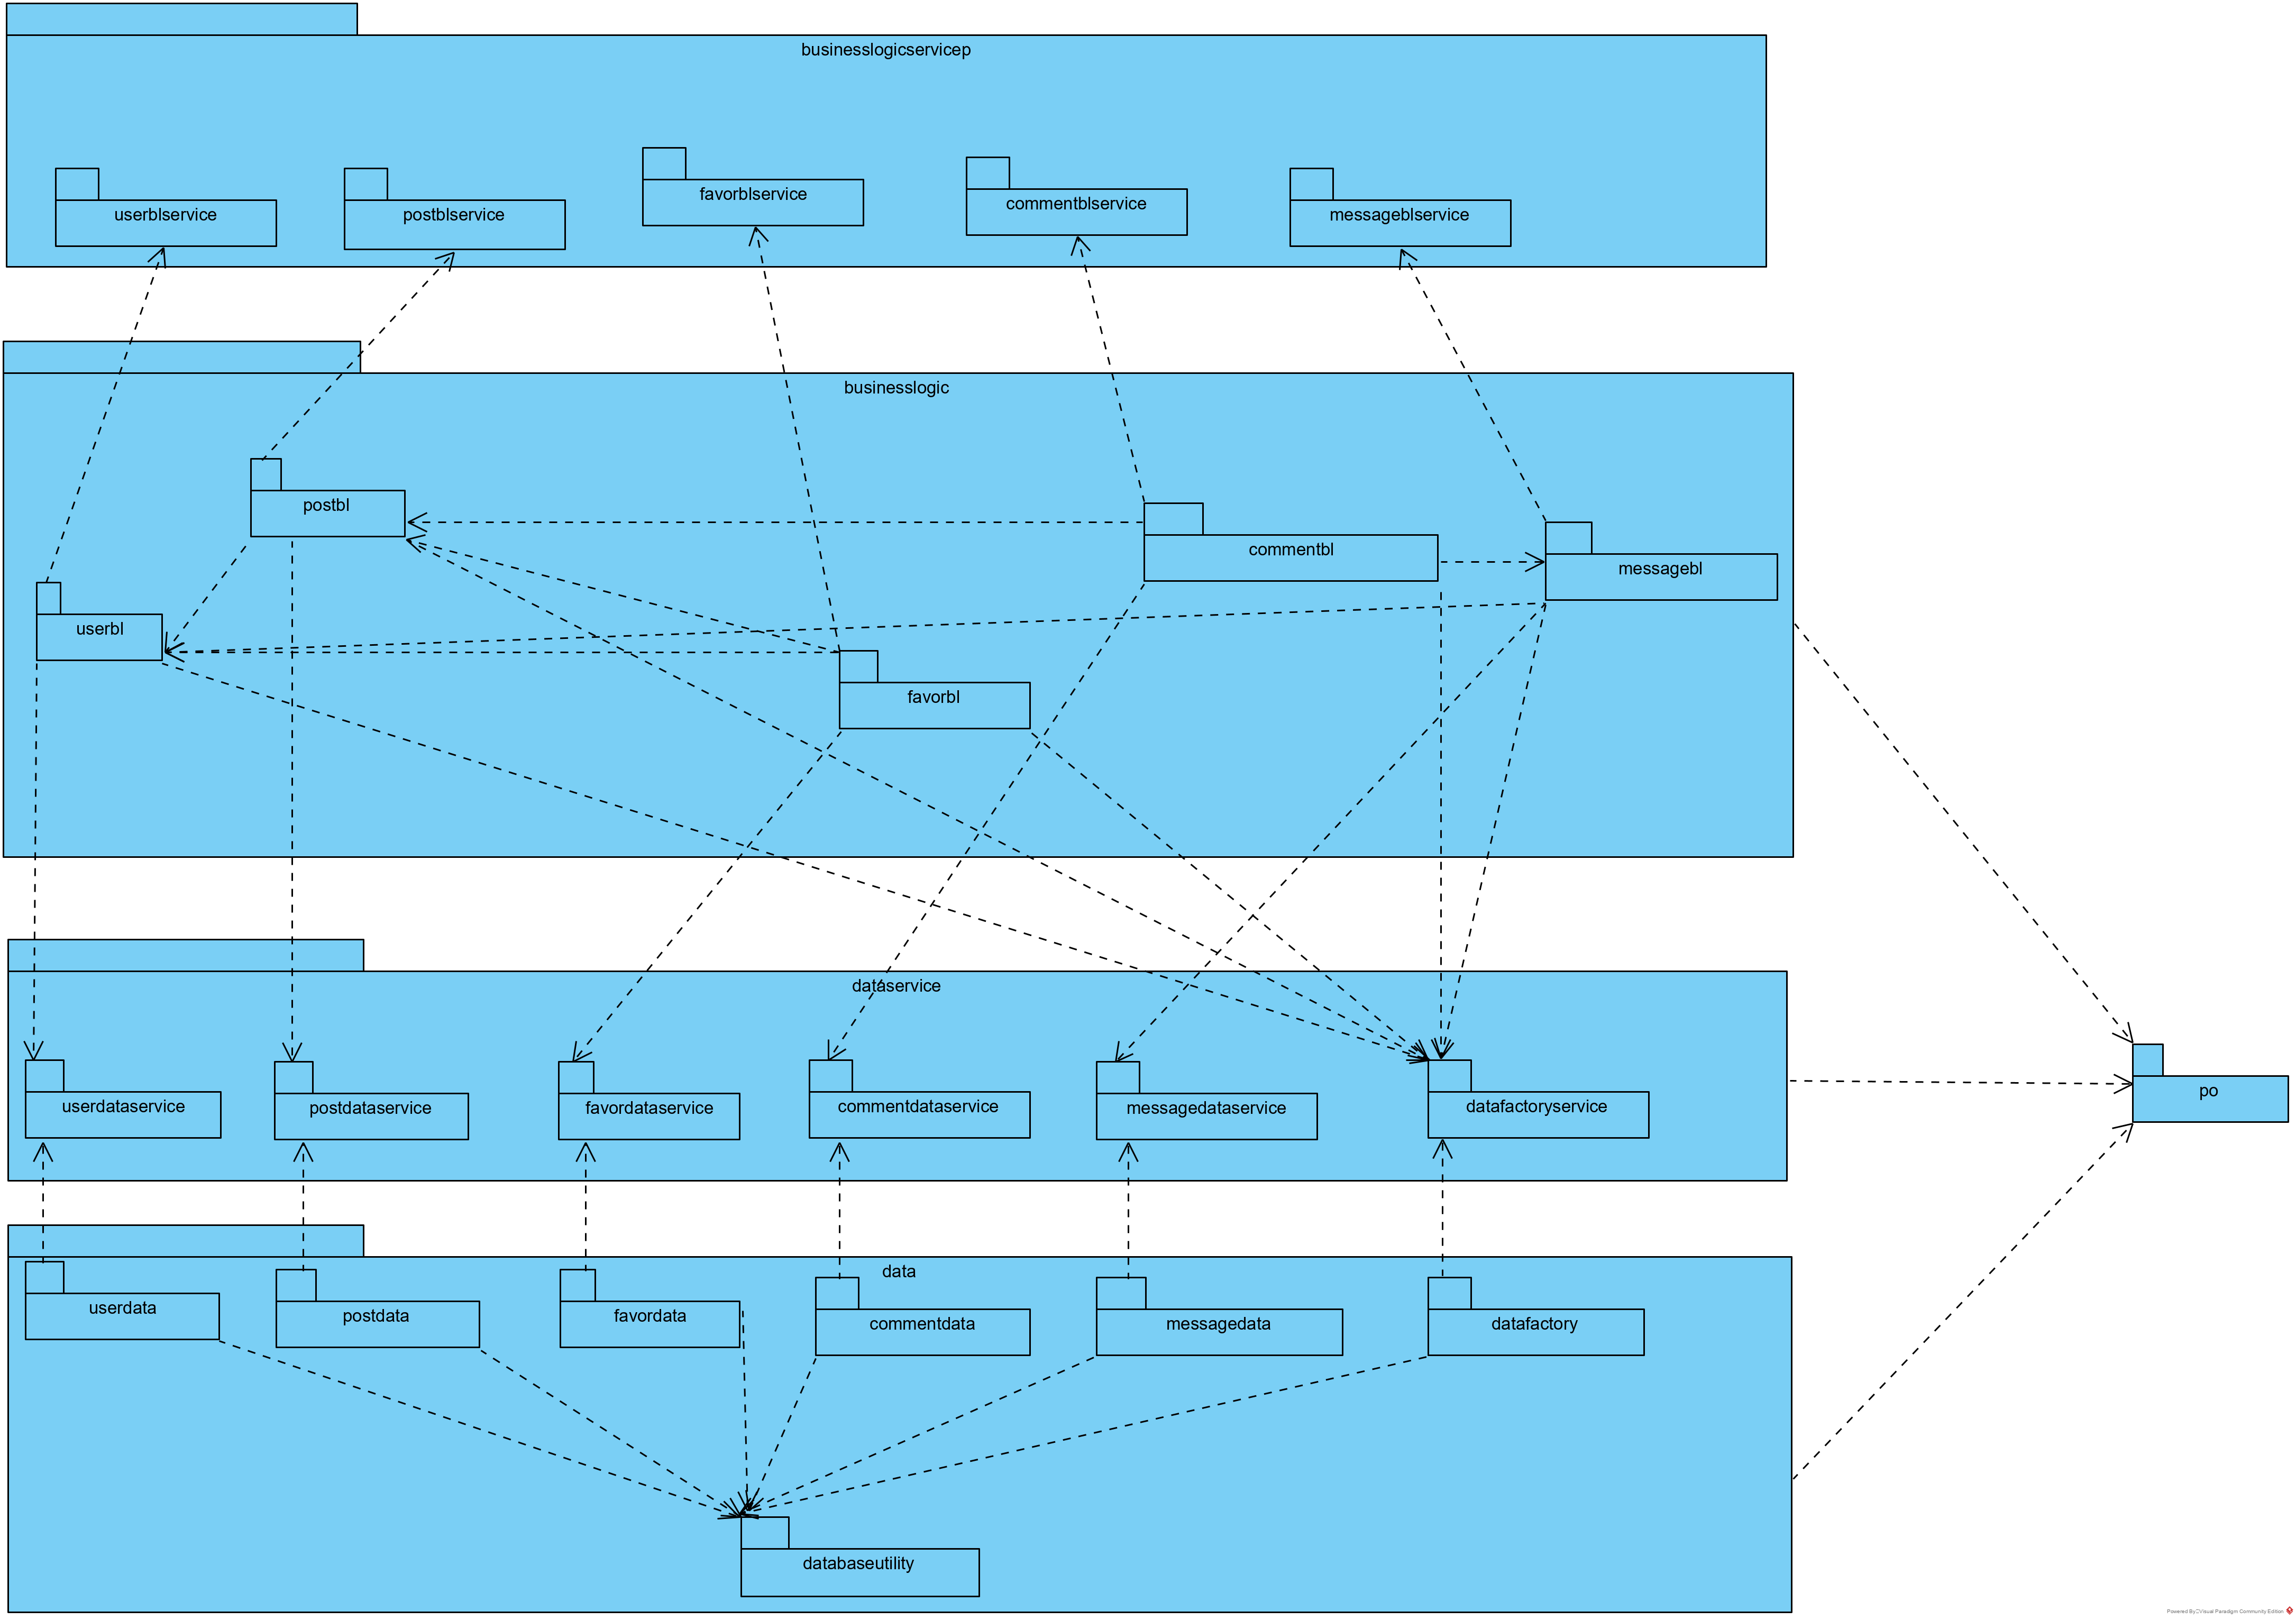 businesslogicservicep
userblservice
postblservice
favorblservice
commentblservice
messageblservice
businesslogic
postbl
commentbl
messagebl
userbl
favorbl
dataservice
userdataservice
postdataservice
favordataservice
commentdataservice
messagedataservice
datafactoryservice
po
data
userdata
postdata
favordata
commentdata
messagedata
datafactory
databaseutility
Powered By□Visual Paradigm Community Edition